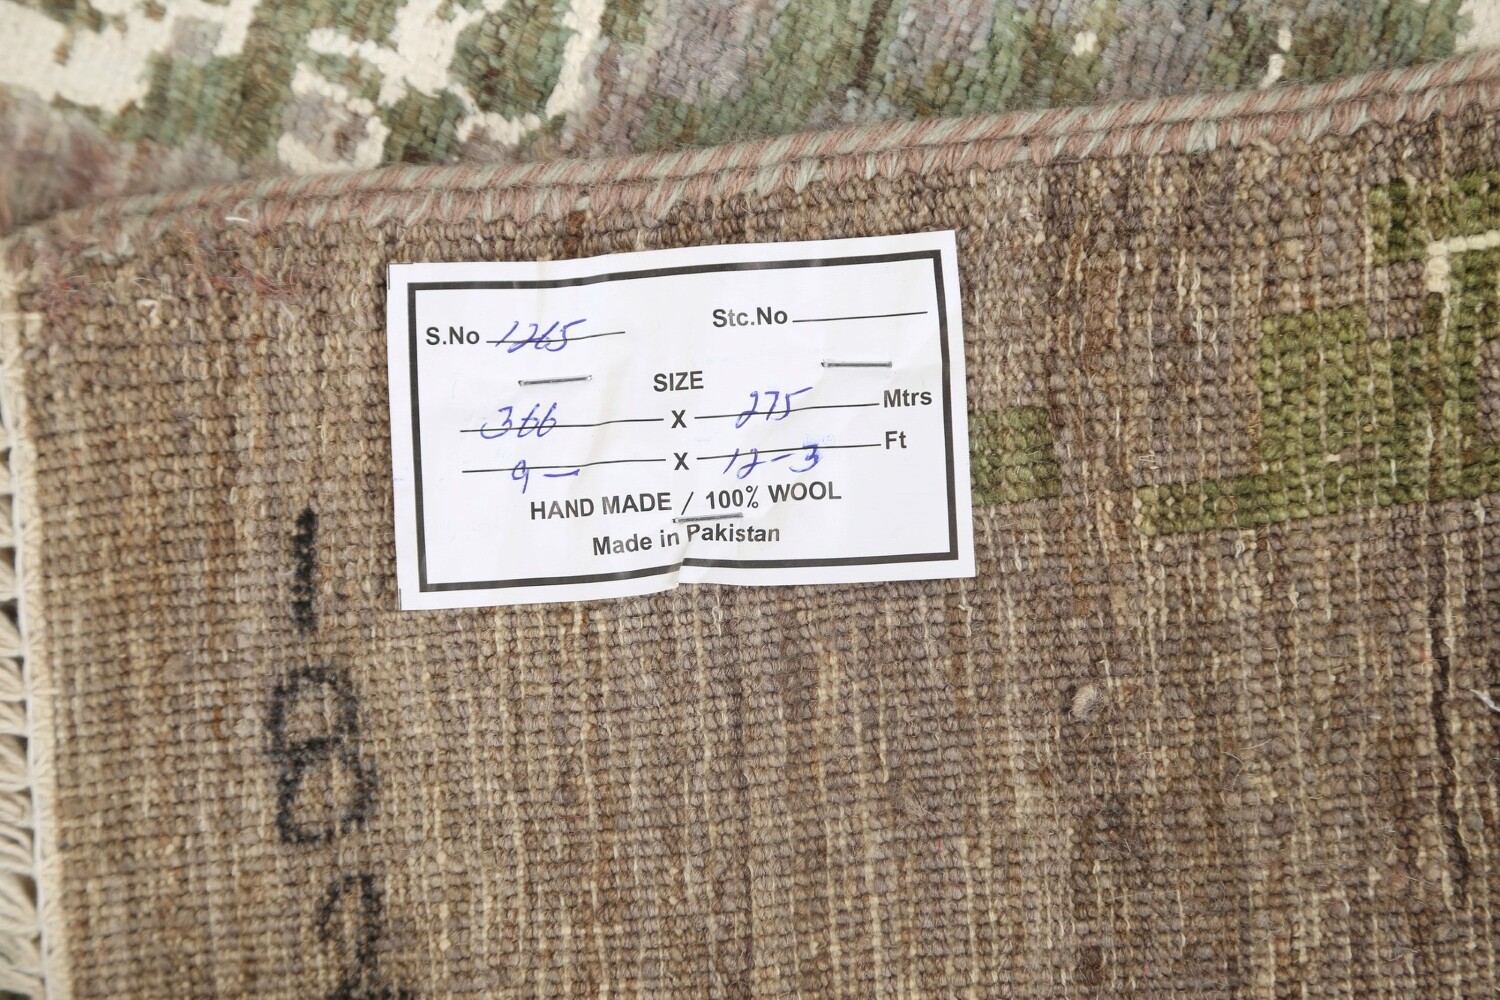 S.No 1265 Stc.No
SIZE
366 X 275 Mtrs
9- X 12-3 Ft
HAND MADE / 100% WOOL
Made in Pakistan